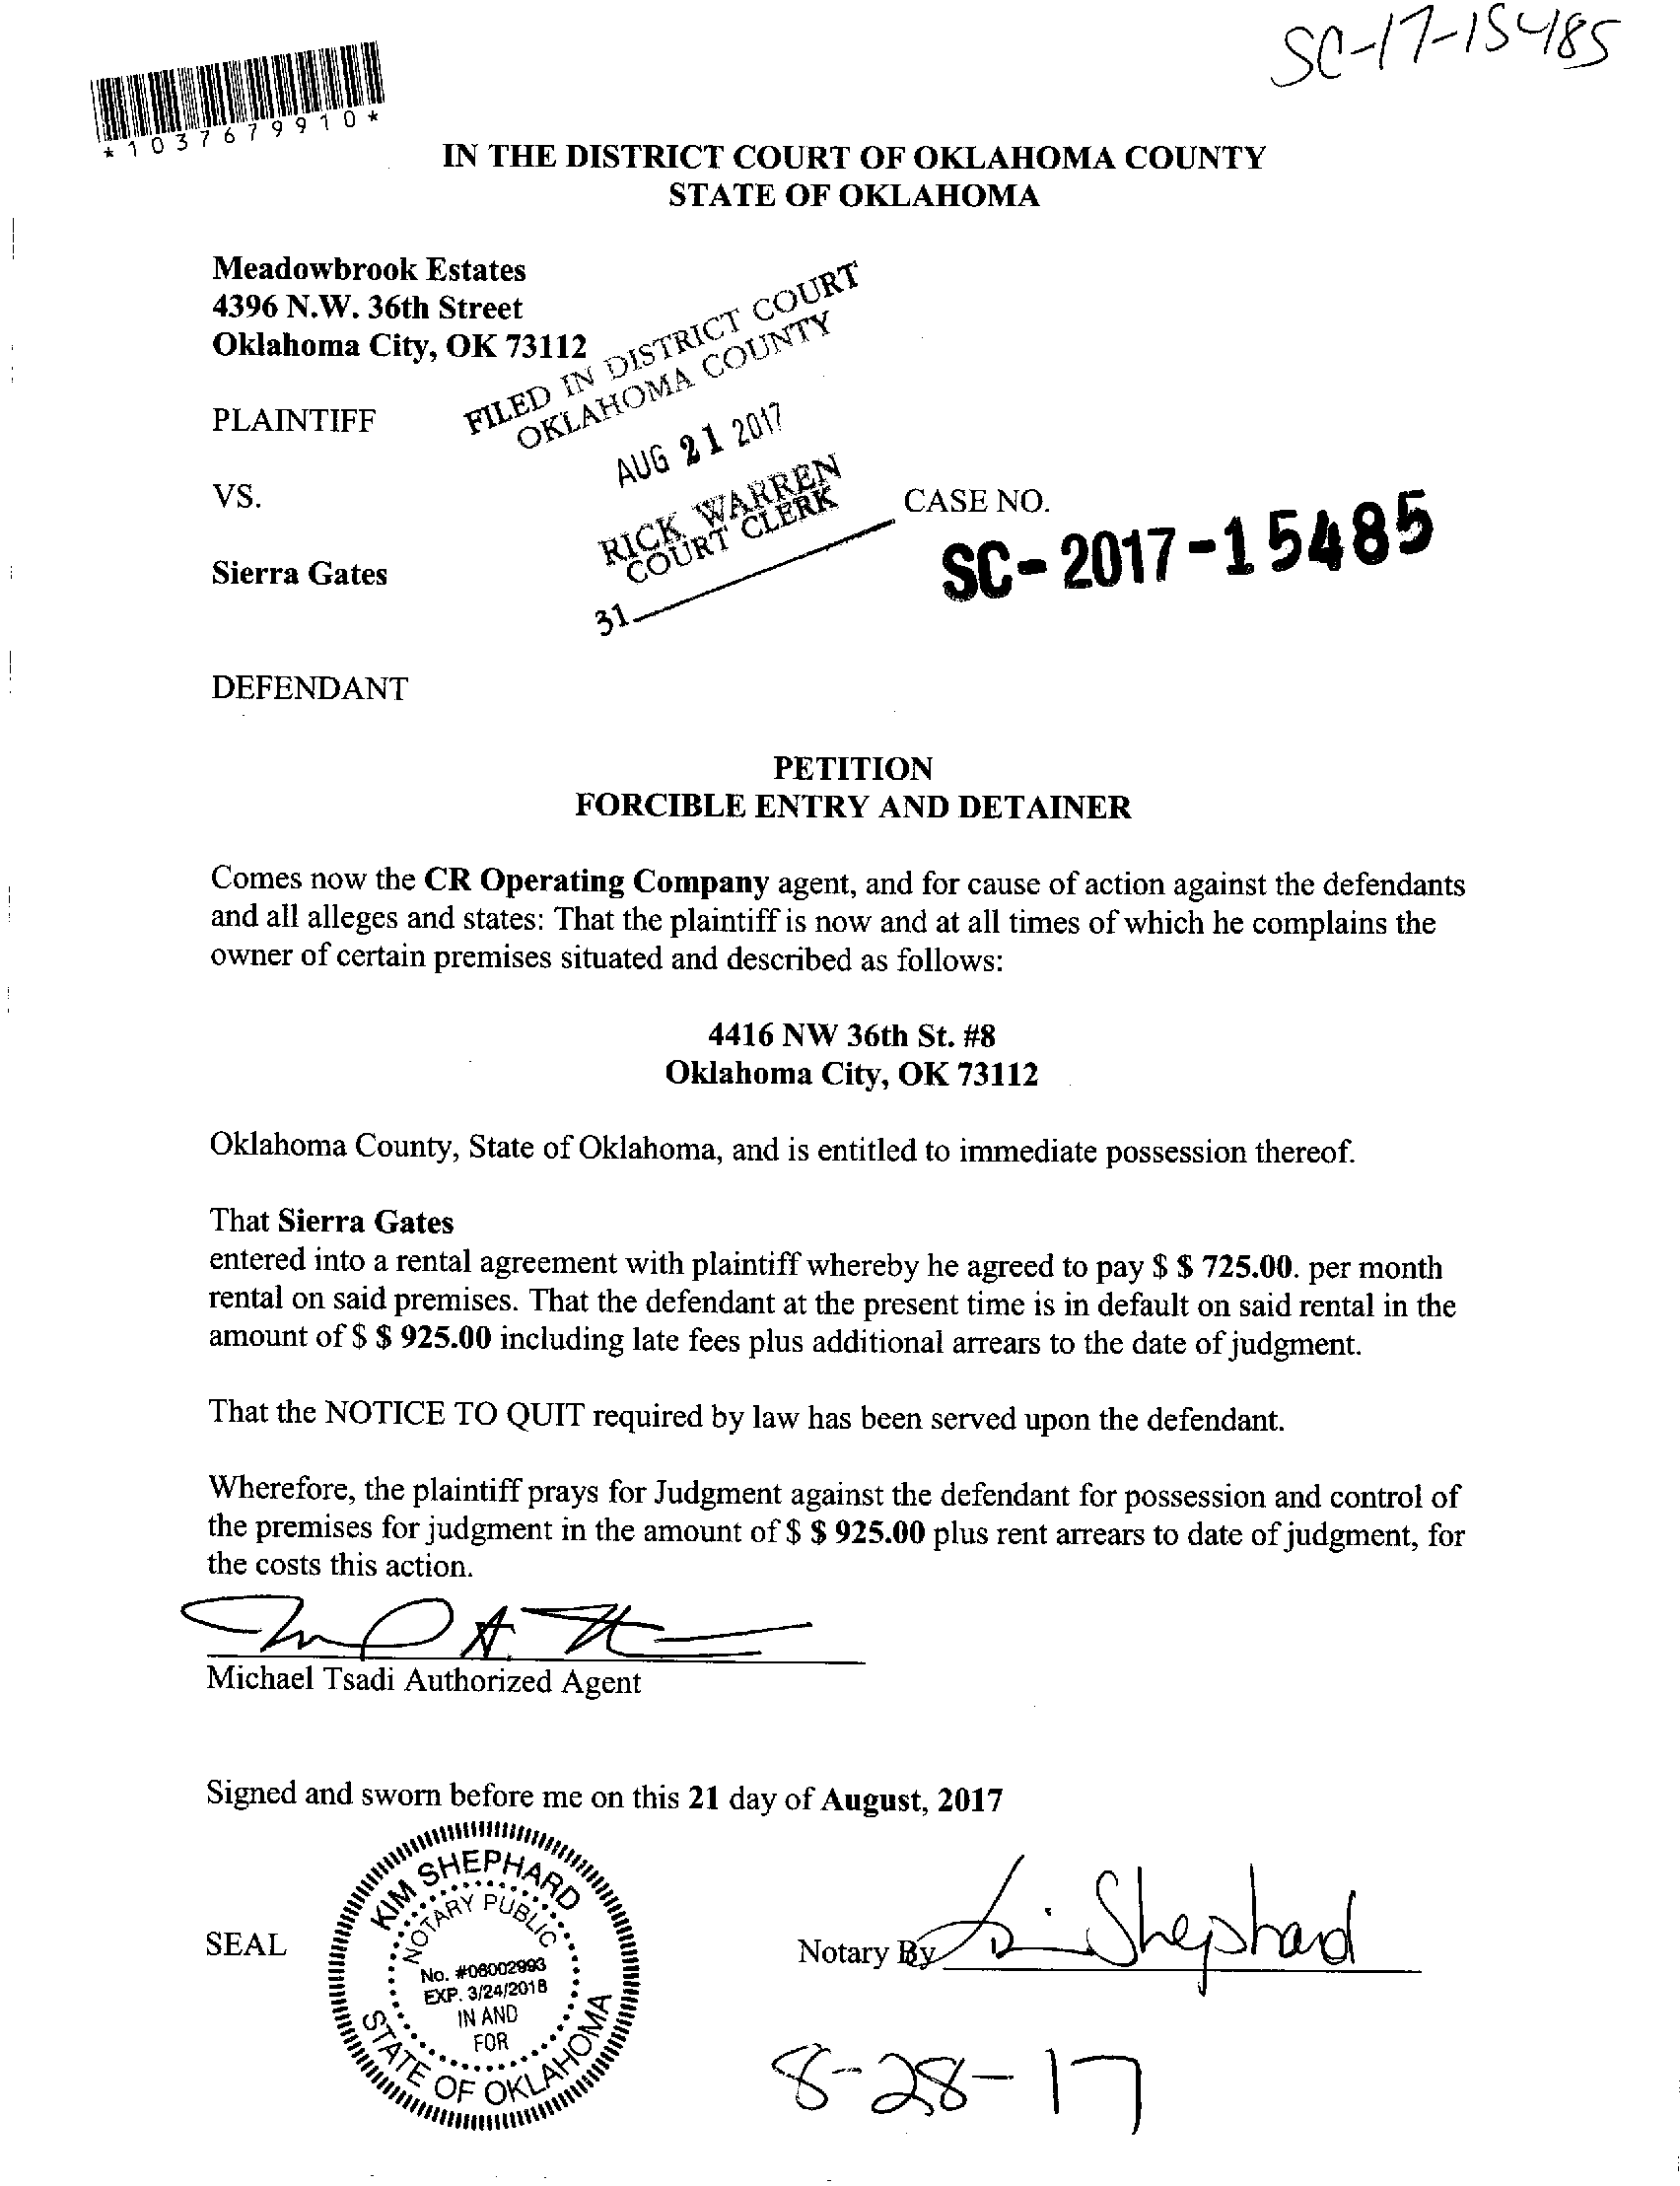 SC-17-15485
*1037679910*
IN THE DISTRICT COURT OF OKLAHOMA COUNTY
STATE OF OKLAHOMA
Meadowbrook Estates
4396 N.W. 36th Street
Oklahoma City, OK 73112
FILED IN DISTRICT COURT
OKLAHOMA COUNTY
PLAINTIFF
AUG 21 2017
VS.
RICK WARREN
COURT CLERK
31
CASE NO.
SC-2017-15485
Sierra Gates
DEFENDANT
PETITION
FORCIBLE ENTRY AND DETAINER
Comes now the CR Operating Company agent, and for cause of action against the defendants
and all alleges and states: That the plaintiff is now and at all times of which he complains the
owner of certain premises situated and described as follows:
4416 NW 36th St. #8
Oklahoma City, OK 73112
Oklahoma County, State of Oklahoma, and is entitled to immediate possession thereof.
That Sierra Gates
entered into a rental agreement with plaintiff whereby he agreed to pay $ $ 725.00. per month
rental on said premises. That the defendant at the present time is in default on said rental in the
amount of $ $ 925.00 including late fees plus additional arrears to the date of judgment.
That the NOTICE TO QUIT required by law has been served upon the defendant.
Wherefore, the plaintiff prays for Judgment against the defendant for possession and control of
the premises for judgment in the amount of $ $ 925.00 plus rent arrears to date of judgment, for
the costs this action.
Michael Tsadi Authorized Agent
Signed and sworn before me on this 21 day of August, 2017
SEAL
KIM SHEPHARD
NOTARY PUBLIC
No. #06002993
EXP. 3/24/2018
IN AND
FOR
STATE OF OKLAHOMA
Notary By Shephard
8-28-17